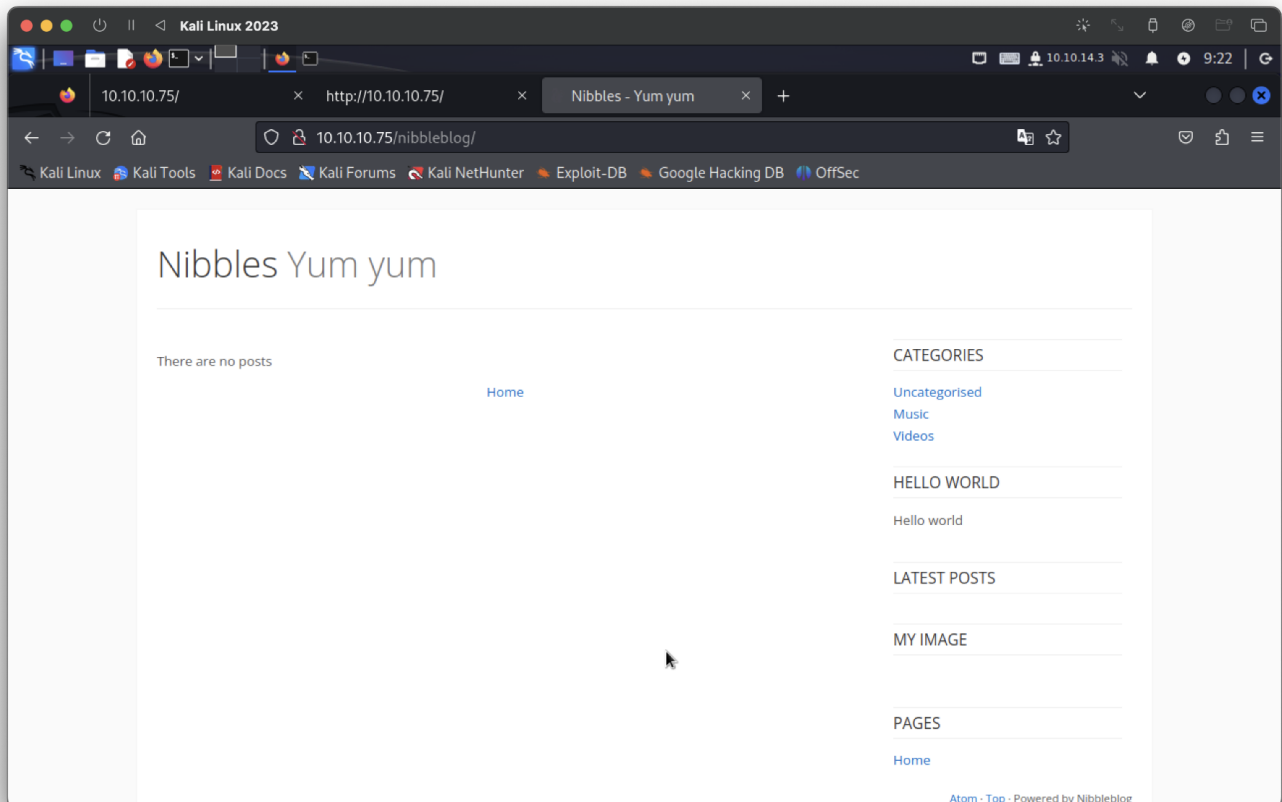 Kali Linux 2023
10.10.14.3
9:22
10.10.10.75/
http://10.10.10.75/
Nibbles - Yum yum
10.10.10.75/nibbleblog/
Kali Linux
Kali Tools
Kali Docs
Kali Forums
Kali NetHunter
Exploit-DB
Google Hacking DB
OffSec
Nibbles Yum yum
There are no posts
Home
CATEGORIES
Uncategorised
Music
Videos
HELLO WORLD
Hello world
LATEST POSTS
MY IMAGE
PAGES
Home
Atom · Top · Powered by Nibbleblog